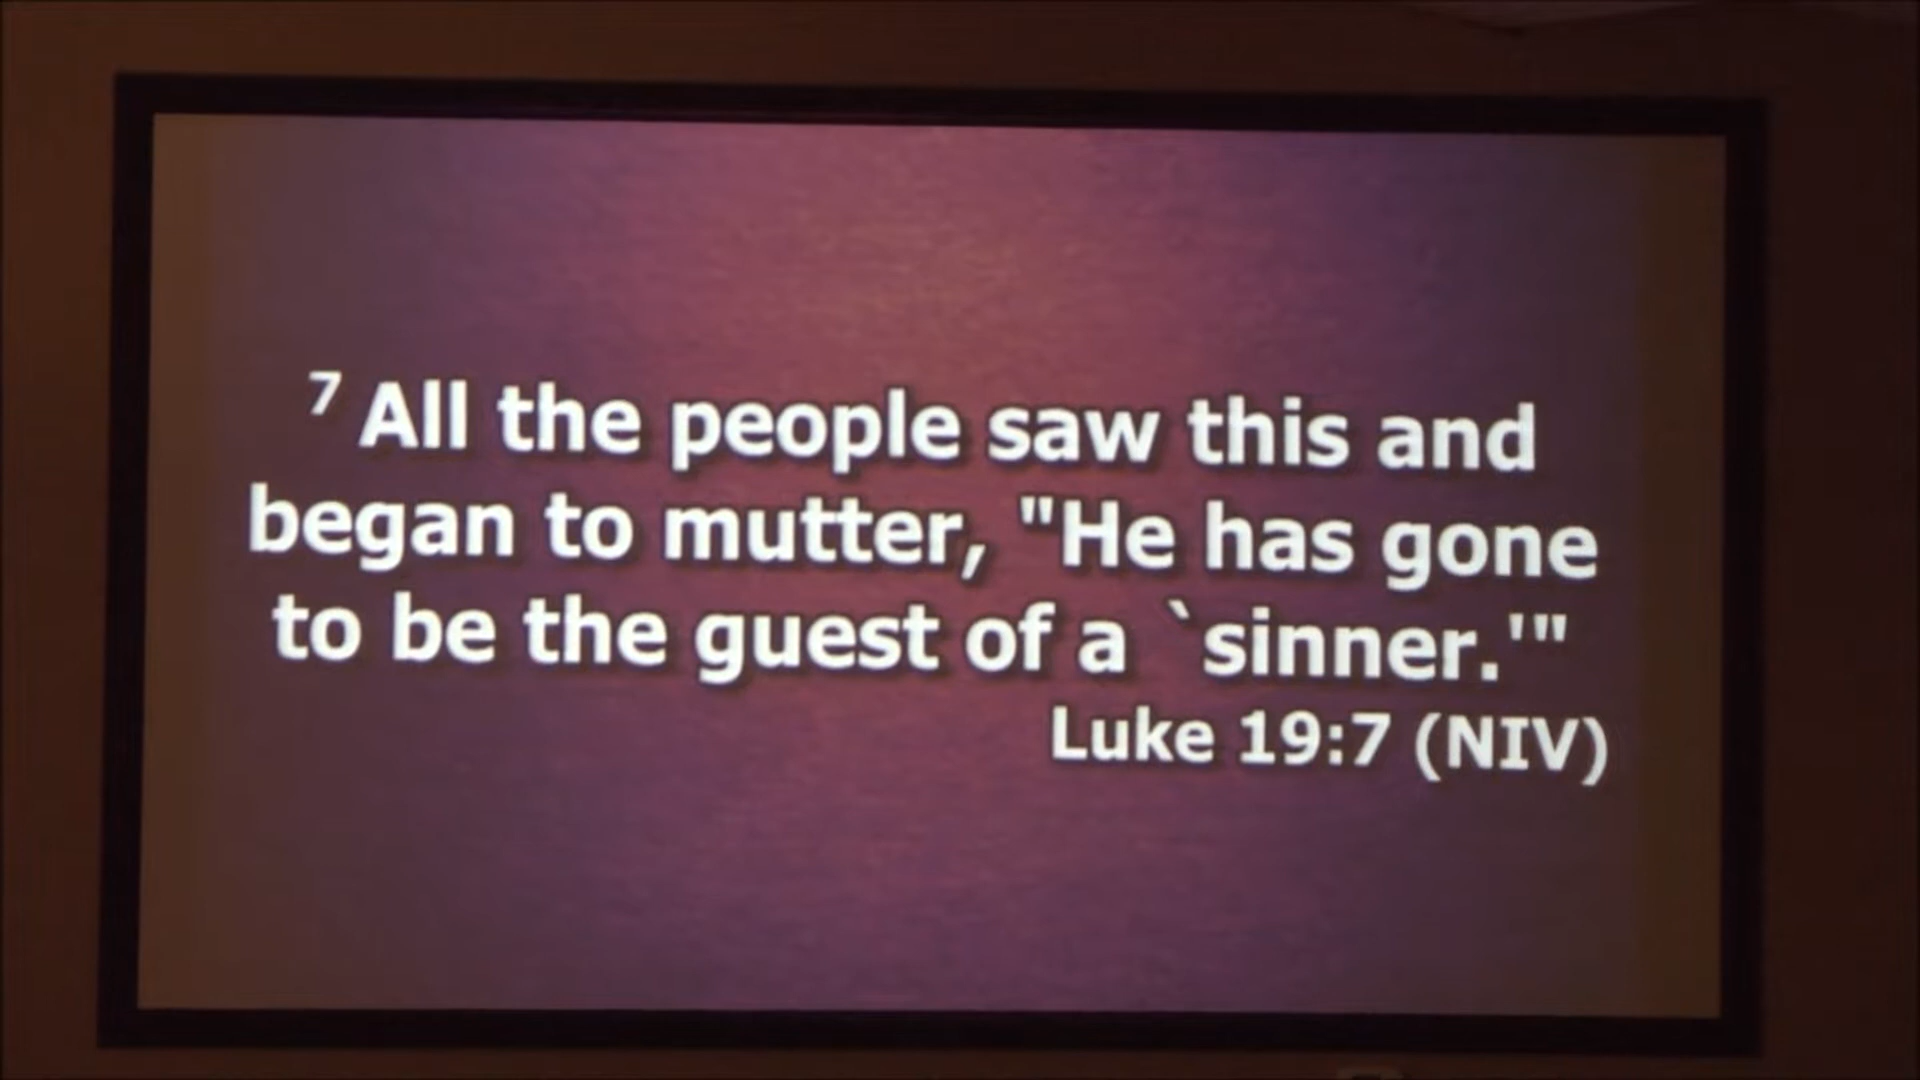 7 All the people saw this and
began to mutter, "He has gone
to be the guest of a `sinner.'"
Luke 19:7 (NIV)